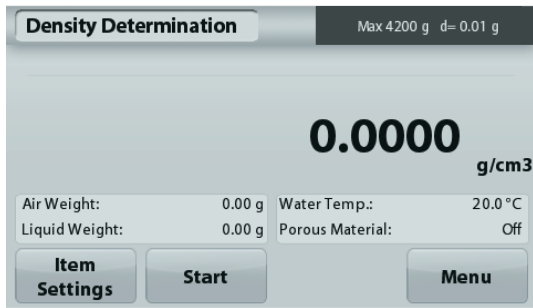 Density Determination
Max 4200 g d= 0.01 g
0.0000
g/cm3
Air Weight: 0.00 g Water Temp.: 20.0 °C
Liquid Weight: 0.00 g Porous Material: Off
Item
Settings
Start
Menu